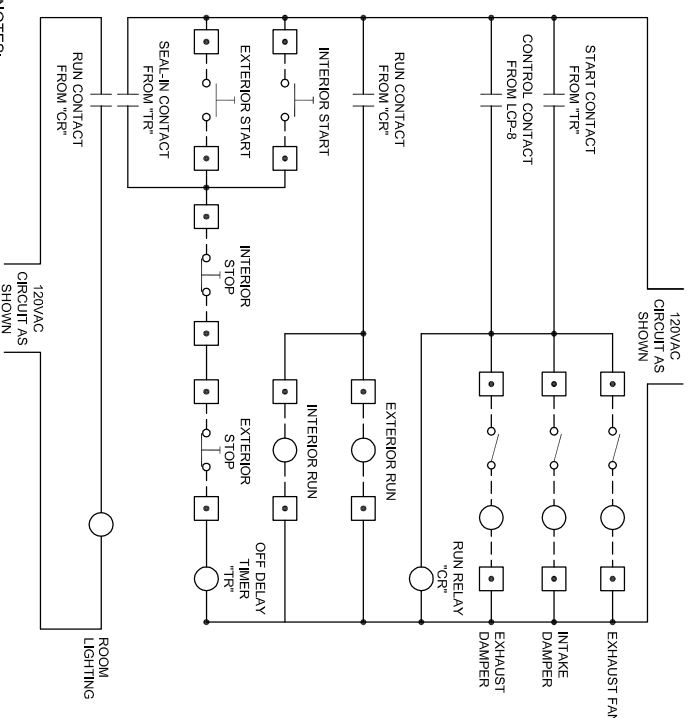 120VAC
CIRCUIT AS
SHOWN
EXHAUST FAN
START CONTACT
FROM "TR"
INTAKE
DAMPER
CONTROL CONTACT
FROM LCP-8
EXHAUST
DAMPER
RUN RELAY
"CR"
RUN CONTACT
FROM "CR"
EXTERIOR RUN
INTERIOR START
INTERIOR RUN
EXTERIOR START
INTERIOR
STOP
EXTERIOR
STOP
OFF DELAY
TIMER
"TR"
SEAL-IN CONTACT
FROM "TR"
RUN CONTACT
FROM "CR"
ROOM
LIGHTING
120VAC
CIRCUIT AS
SHOWN
NOTES: